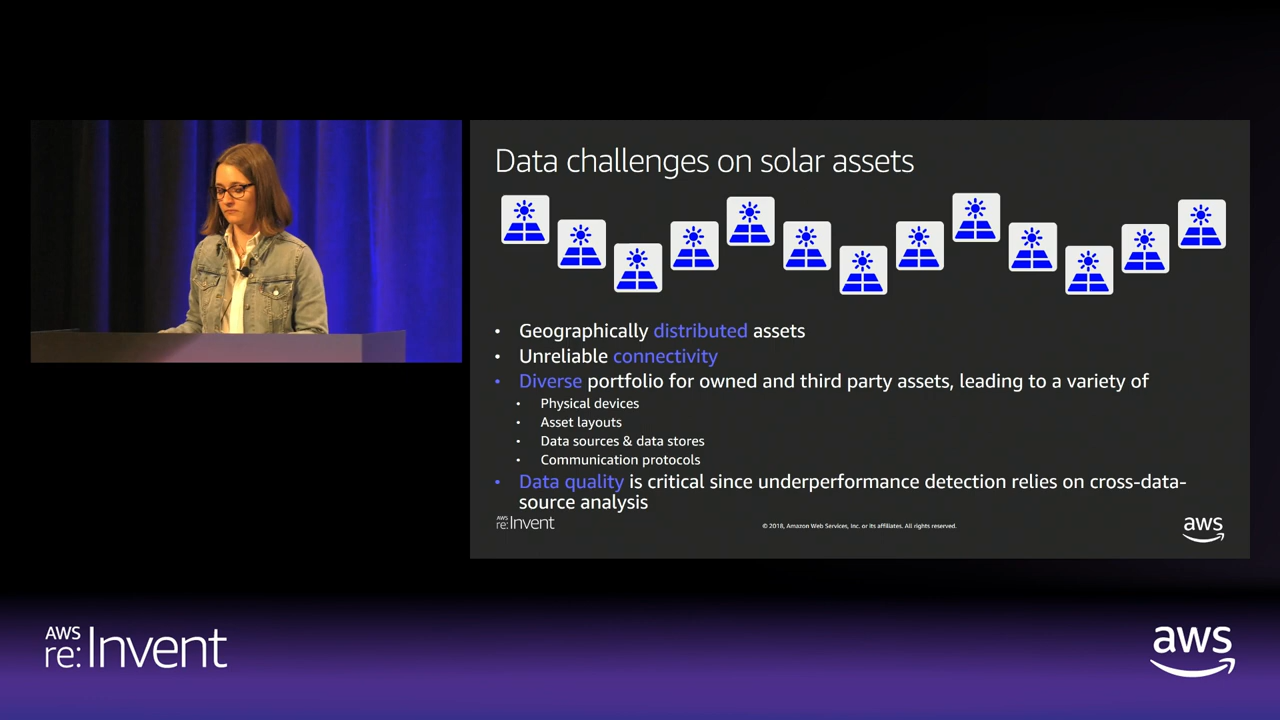 Data challenges on solar assets
• Geographically distributed assets
• Unreliable connectivity
• Diverse portfolio for owned and third party assets, leading to a variety of
• Physical devices
• Asset layouts
• Data sources & data stores
• Communication protocols
• Data quality is critical since underperformance detection relies on cross-data-
source analysis
AWS
re:Invent
© 2018, Amazon Web Services, Inc. or its affiliates. All rights reserved.
aws
AWS
re:Invent
aws